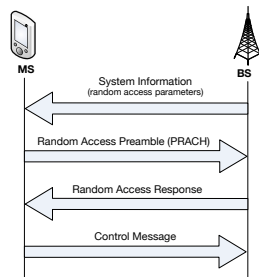 MS
BS
System Information
(random access parameters)
Random Access Preamble (PRACH)
Random Access Response
Control Message